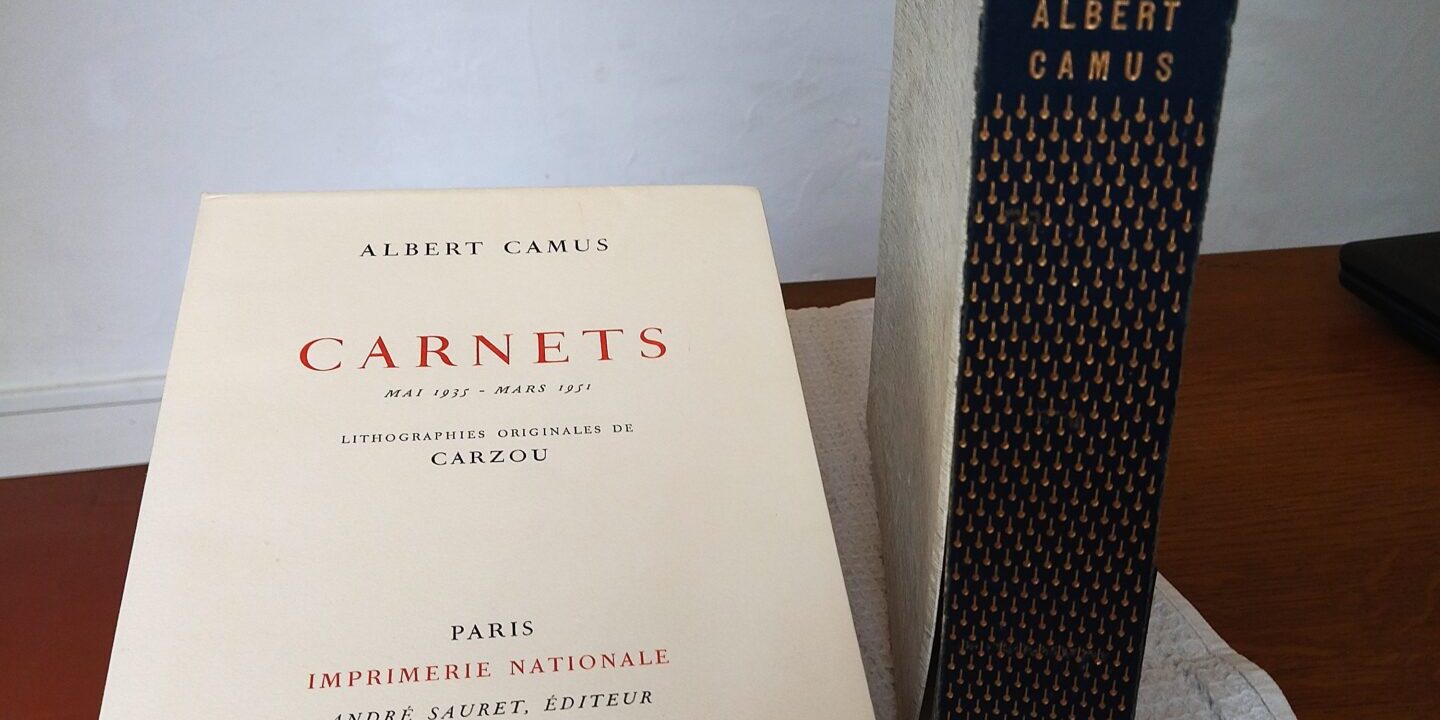 ALBERT CAMUS
CARNETS
MAI 1935 - MARS 1951
LITHOGRAPHIES ORIGINALES DE
CARZOU
PARIS
IMPRIMERIE NATIONALE
ANDRÉ SAURET, ÉDITEUR
ALBERT
CAMUS